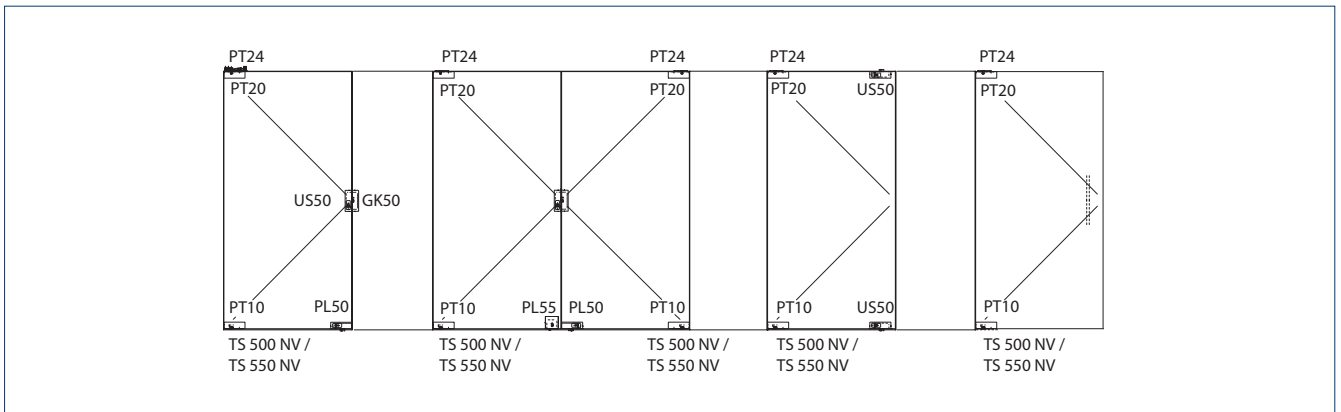 PT24 PT24 PT24 PT24 PT24
PT20 PT20 PT20 PT20 US50 PT20
US50 GK50
PT10 PL50 PT10 PL55 PL50 PT10 PT10 US50 PT10
TS 500 NV / TS 500 NV / TS 500 NV / TS 500 NV / TS 500 NV /
TS 550 NV TS 550 NV TS 550 NV TS 550 NV TS 550 NV